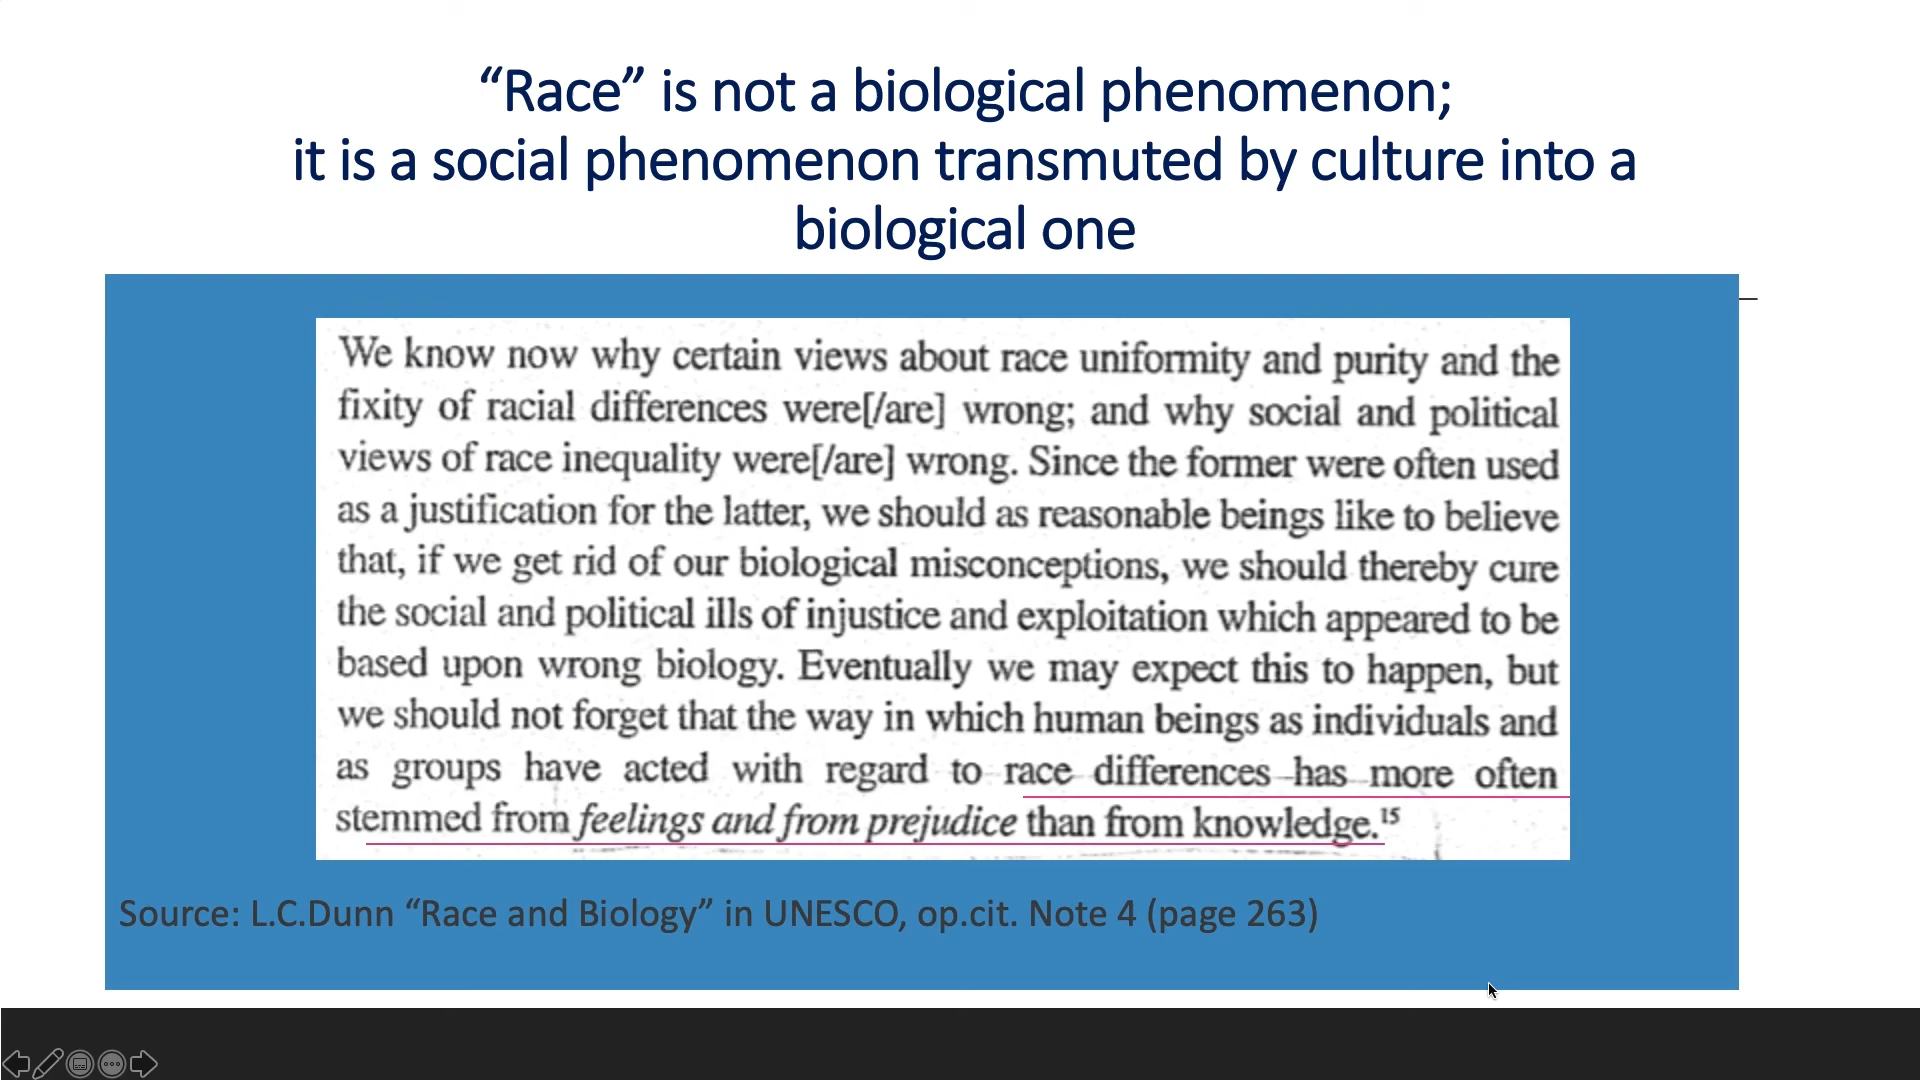 “Race” is not a biological phenomenon;
it is a social phenomenon transmuted by culture into a
biological one
We know now why certain views about race uniformity and purity and the
fixity of racial differences were[/are] wrong; and why social and political
views of race inequality were[/are] wrong. Since the former were often used
as a justification for the latter, we should as reasonable beings like to believe
that, if we get rid of our biological misconceptions, we should thereby cure
the social and political ills of injustice and exploitation which appeared to be
based upon wrong biology. Eventually we may expect this to happen, but
we should not forget that the way in which human beings as individuals and
as groups have acted with regard to race differences has more often
stemmed from feelings and from prejudice than from knowledge.15
Source: L.C.Dunn “Race and Biology” in UNESCO, op.cit. Note 4 (page 263)